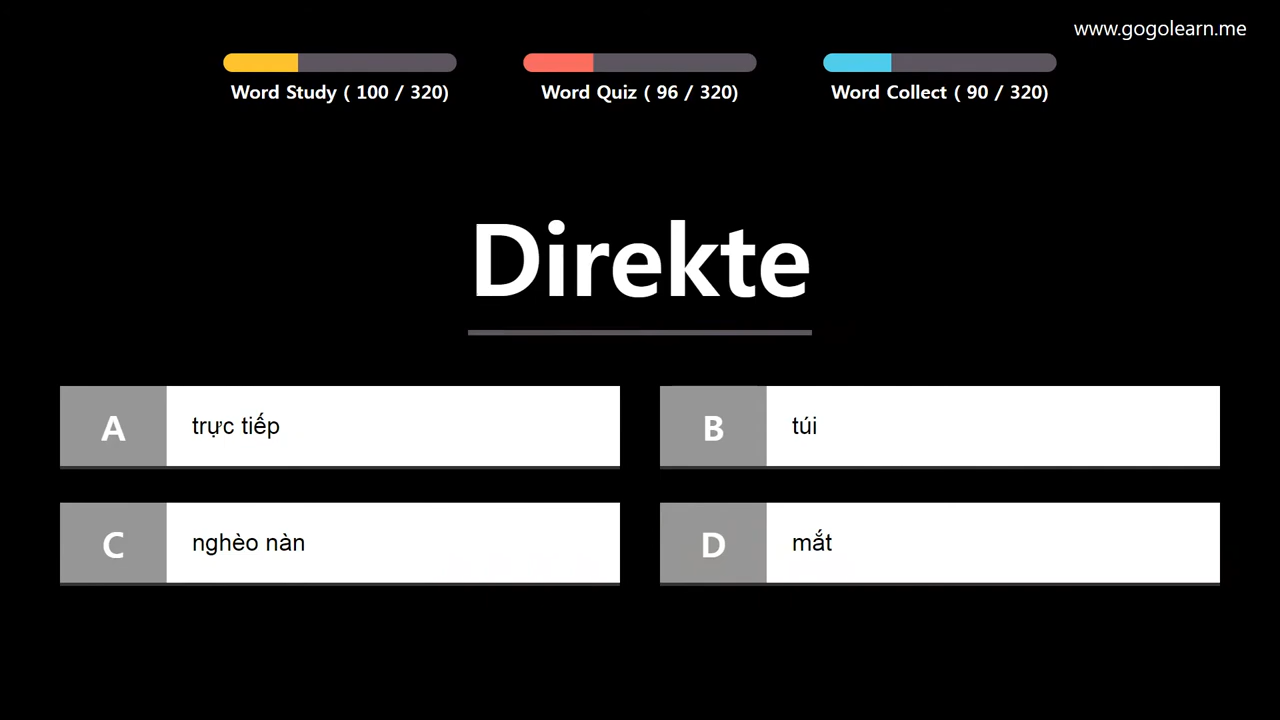 www.gogolearn.me
Word Study ( 100 / 320)
Word Quiz ( 96 / 320)
Word Collect ( 90 / 320)
Direkte
A
trực tiếp
B
túi
C
nghèo nàn
D
mắt